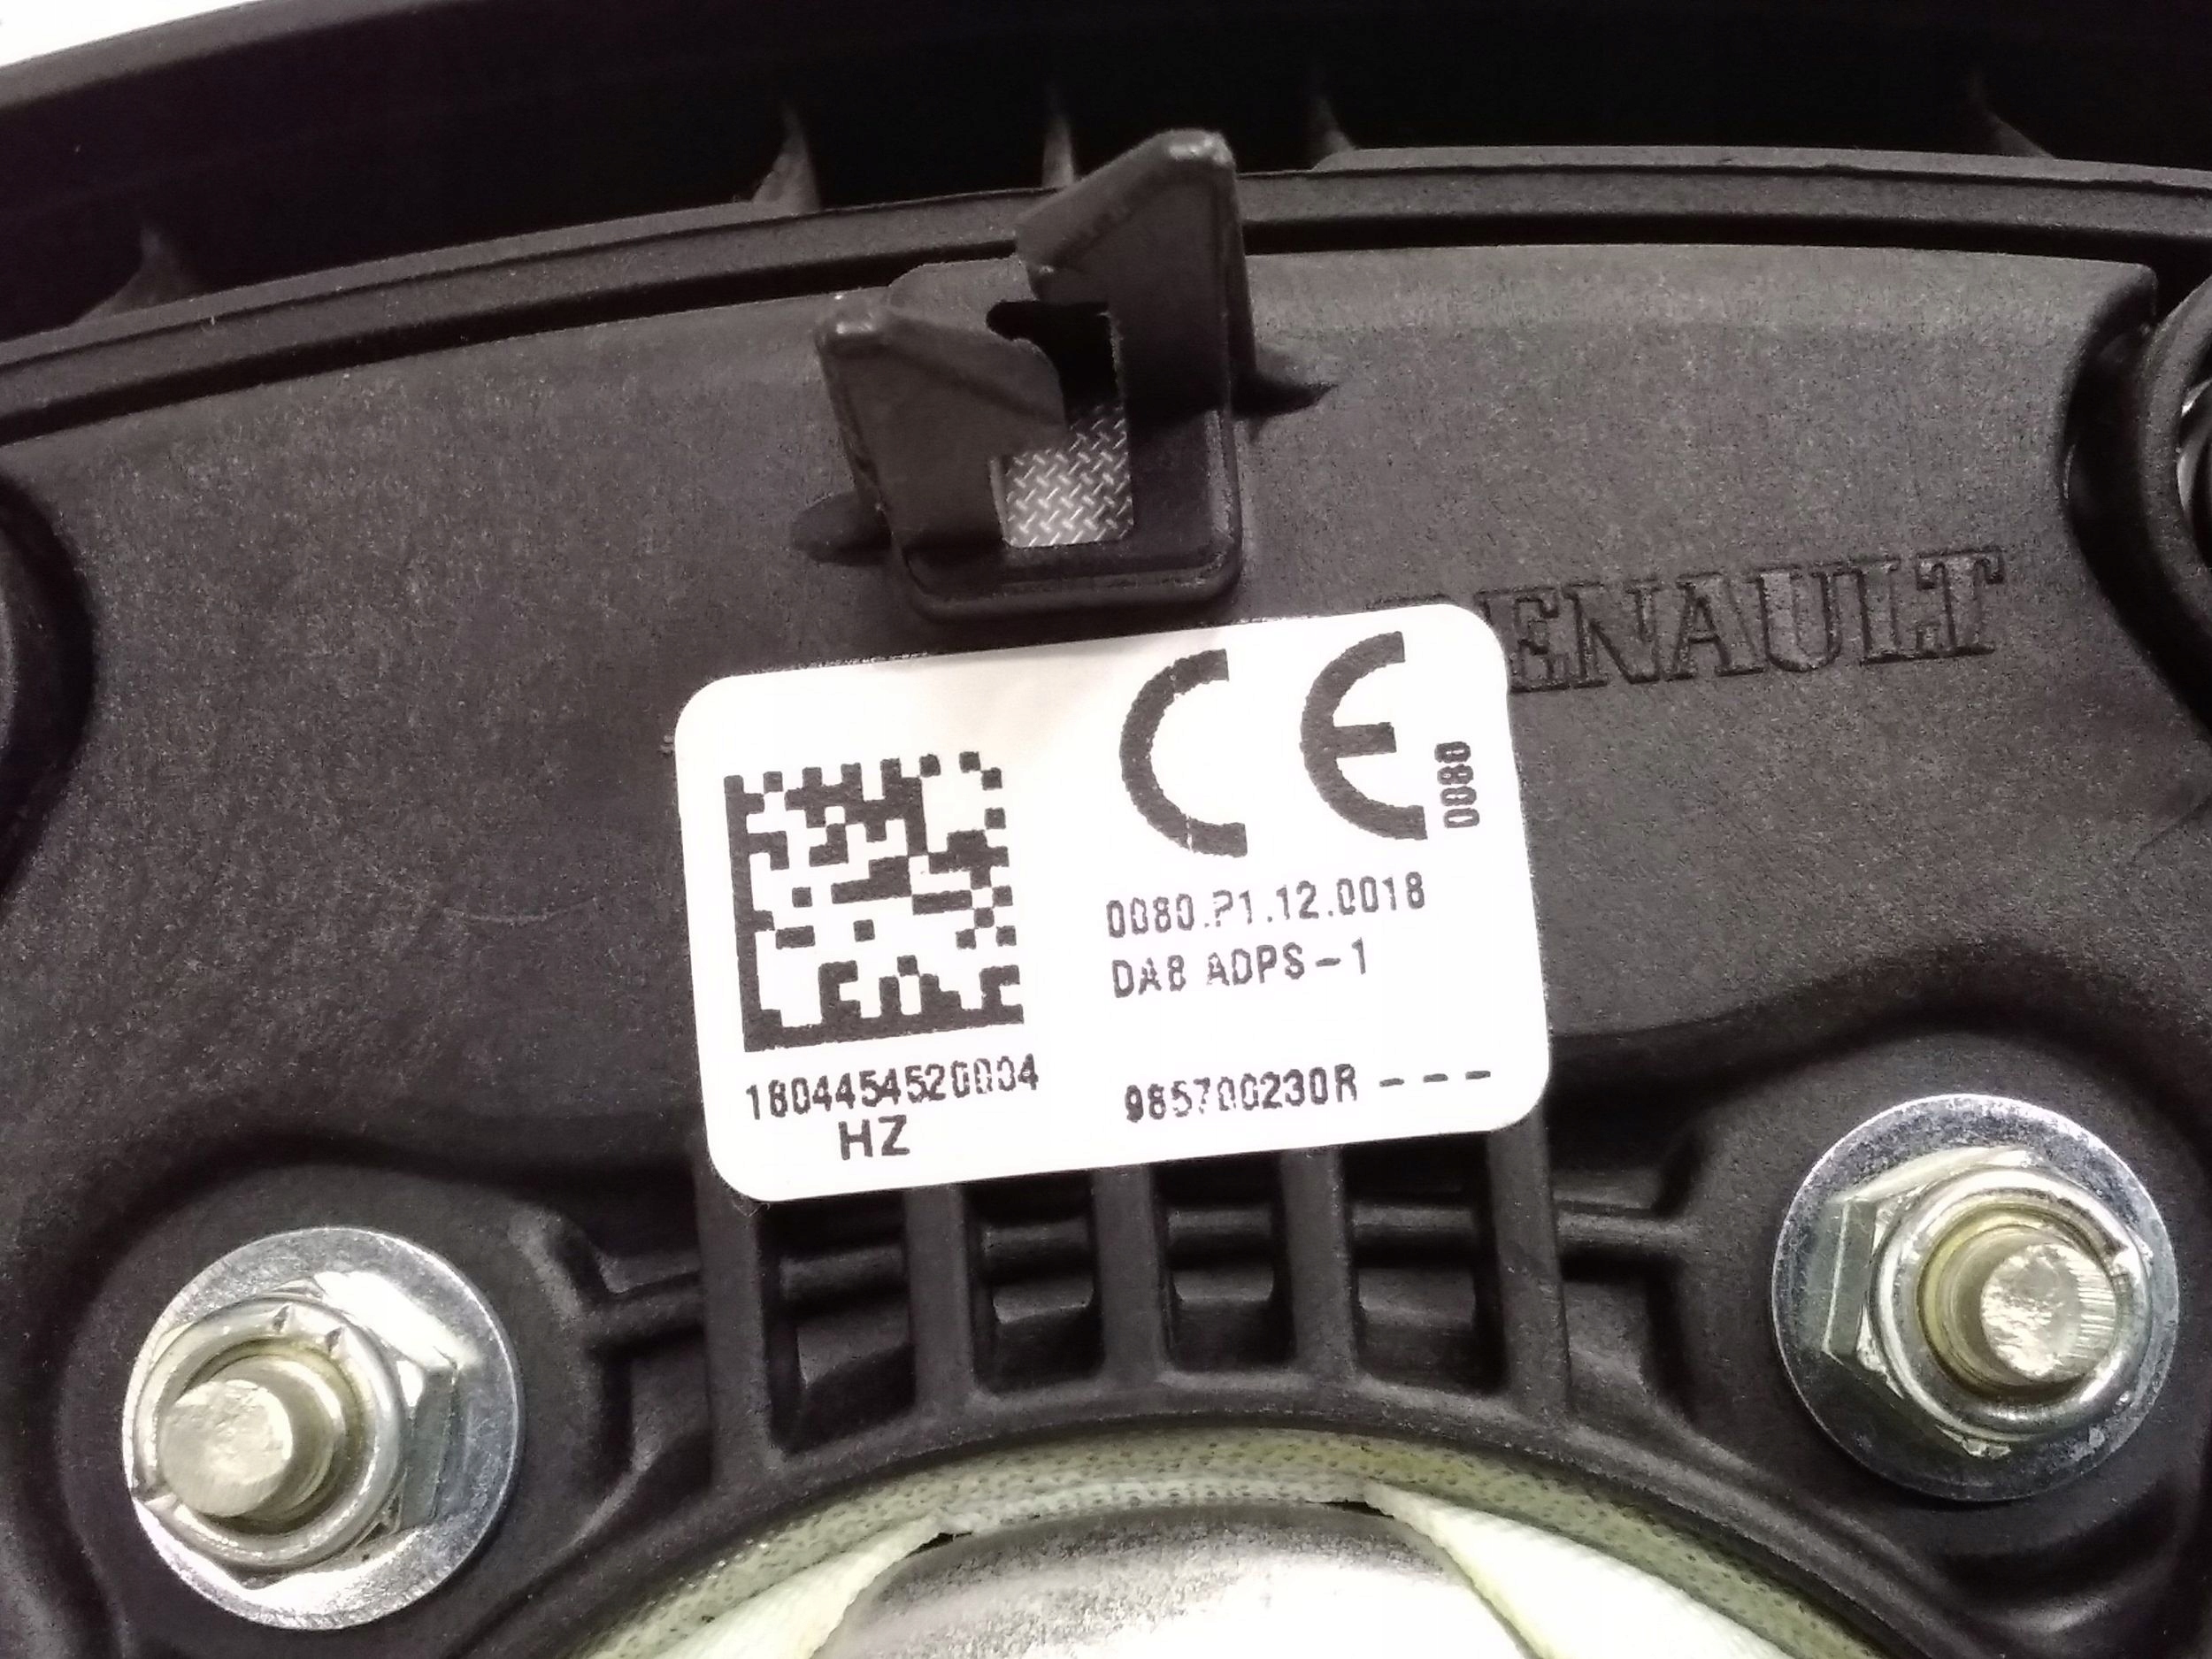 RENAULT
CE
0080
0080.P1.12.0018
DAB ADPS-1
1804454520004
HZ
985700230R---